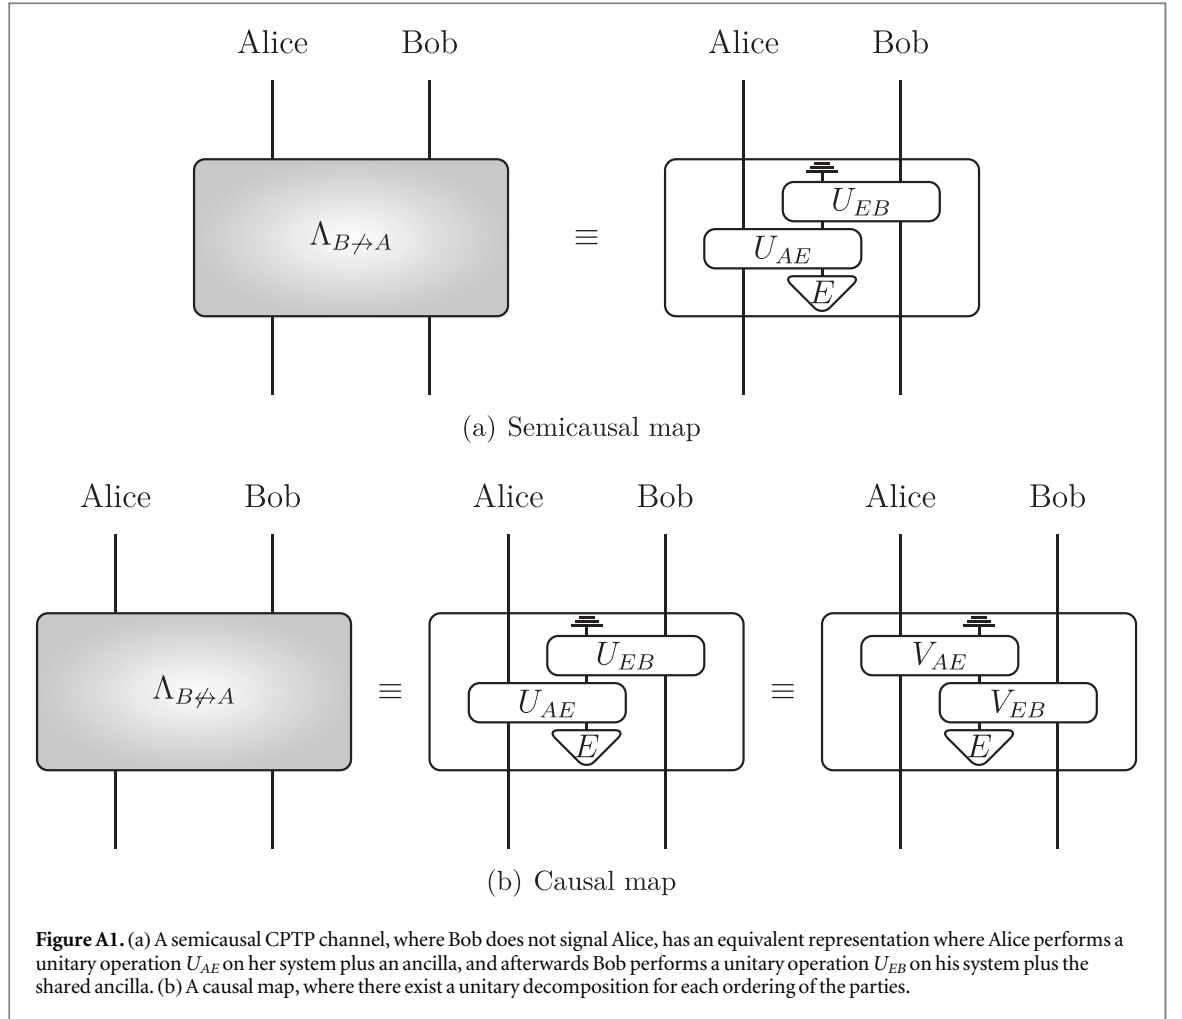 Alice Bob Alice Bob
U_{EB}
Λ_{B↛A} ≡ U_{AE}
E
(a) Semicausal map
Alice Bob Alice Bob Alice Bob
U_{EB} V_{AE}
Λ_{B↮A} ≡ U_{AE} ≡ V_{EB}
E E
(b) Causal map
Figure A1. (a) A semicausal CPTP channel, where Bob does not signal Alice, has an equivalent representation where Alice performs a
unitary operation U_{AE} on her system plus an ancilla, and afterwards Bob performs a unitary operation U_{EB} on his system plus the
shared ancilla. (b) A causal map, where there exist a unitary decomposition for each ordering of the parties.